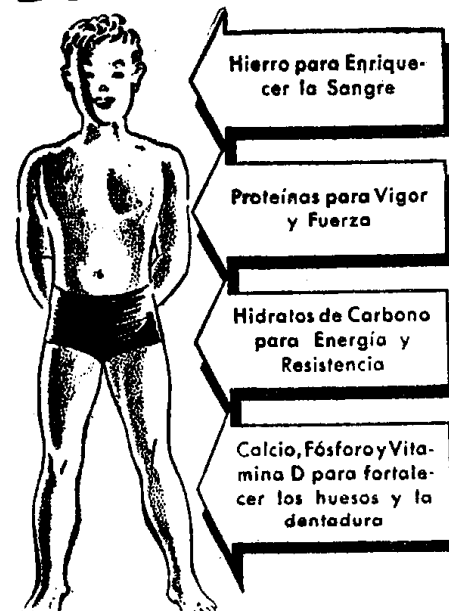 Hierro para Enrique-
cer la Sangre
Proteínas para Vigor
y Fuerza
Hidratos de Carbono
para Energía y
Resistencia
Calcio, Fósforo y Vita-
mina D para fortale-
cer los huesos y la
dentadura